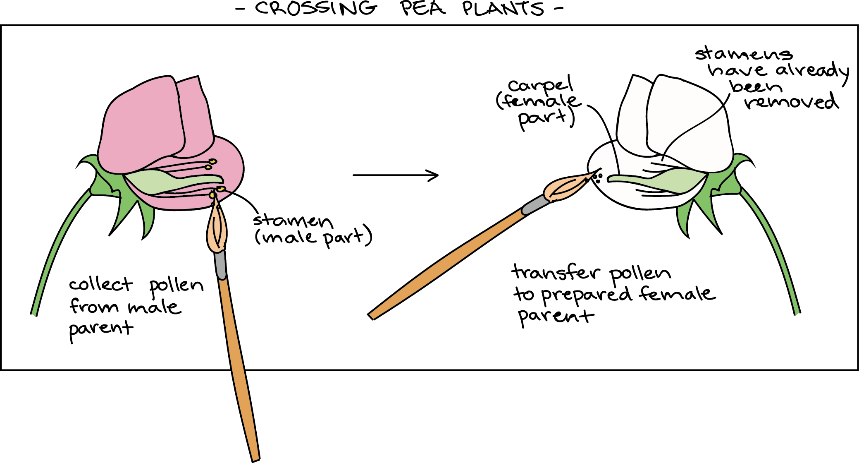 - CROSSING PEA PLANTS -
stamens
have already
been
removed
carpel
(female
part)
stamen
(male part)
collect pollen
from male
parent
transfer pollen
to prepared female
parent